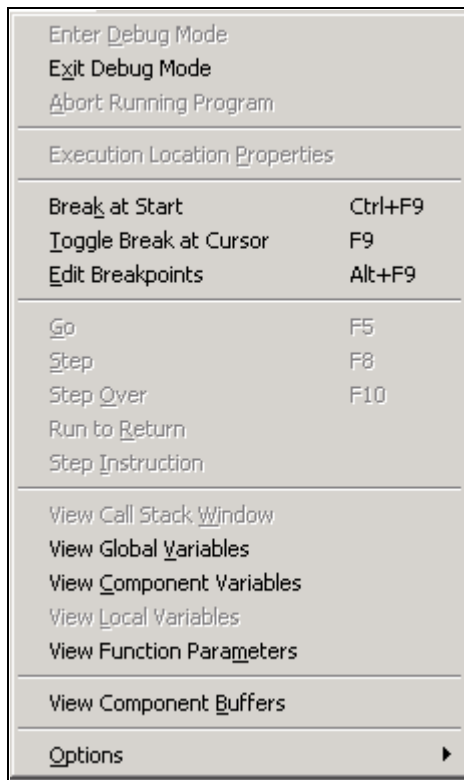 Enter Debug Mode
Exit Debug Mode
Abort Running Program
Execution Location Properties
Break at Start Ctrl+F9
Toggle Break at Cursor F9
Edit Breakpoints Alt+F9
Go F5
Step F8
Step Over F10
Run to Return
Step Instruction
View Call Stack Window
View Global Variables
View Component Variables
View Local Variables
View Function Parameters
View Component Buffers
Options